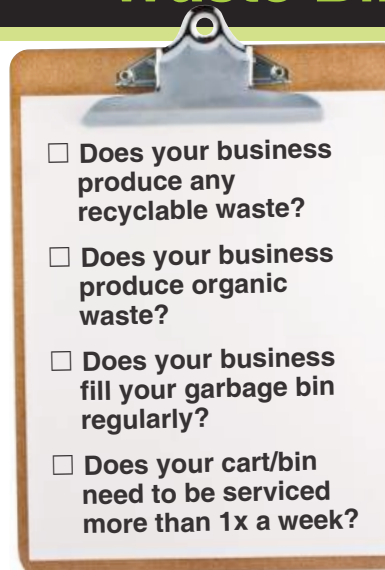 ☐ Does your business
produce any
recyclable waste?
☐ Does your business
produce organic
waste?
☐ Does your business
fill your garbage bin
regularly?
☐ Does your cart/bin
need to be serviced
more than 1x a week?